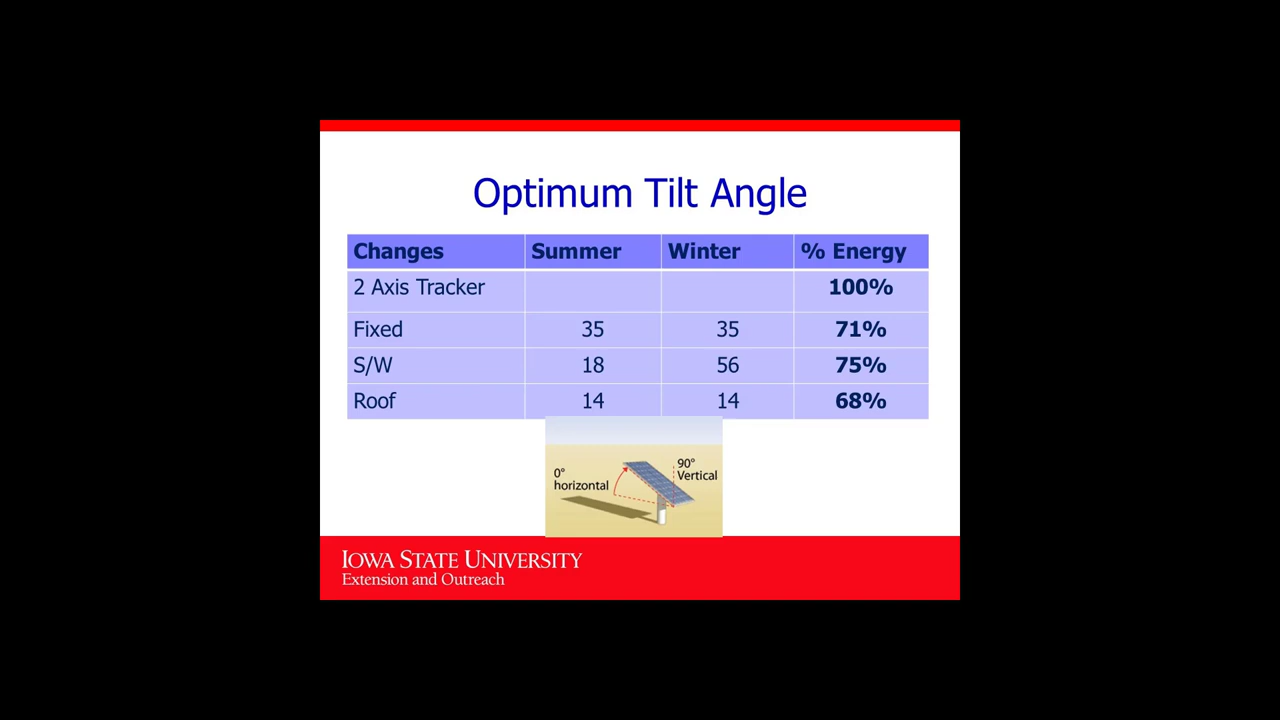 Optimum Tilt Angle
Changes Summer Winter % Energy
2 Axis Tracker 100%
Fixed 35 35 71%
S/W 18 56 75%
Roof 14 14 68%
0°
horizontal
90°
Vertical
IOWA STATE UNIVERSITY
Extension and Outreach